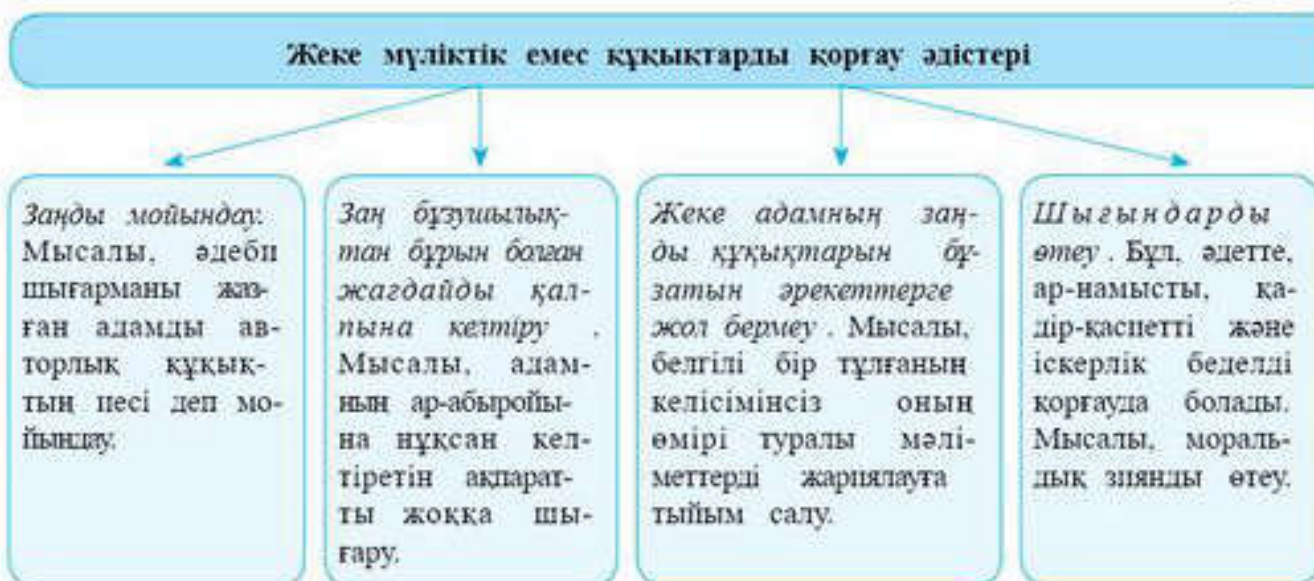 Жеке мүліктік емес құқықтарды қорғау әдістері
Заңды мойындау.
Мысалы, әдеби
шығарманы жаз-
ған адамды ав-
торлық құқық-
тың иесі деп мо-
йындау.
Заң бұзушылық-
тан бұрын болған
жағдайды қал-
пына келтіру .
Мысалы, адам-
ның ар-абыройы-
на нұқсан кел-
тіретін ақпарат-
ты жоққа шы-
ғару.
Жеке адамның заң-
ды құқықтарын бұ-
затын әрекеттерге
жол бермеу . Мысалы,
белгілі бір тұлғаның
келісімінсіз оның
өмірі туралы мәлі-
меттерді жариялауға
тыйым салу.
Шығындарды
өтеу . Бұл, әдетте,
ар-намысты, қа-
дір-қасиетті және
іскерлік беделді
қорғауда болады.
Мысалы, мораль-
дық зиянды өтеу.